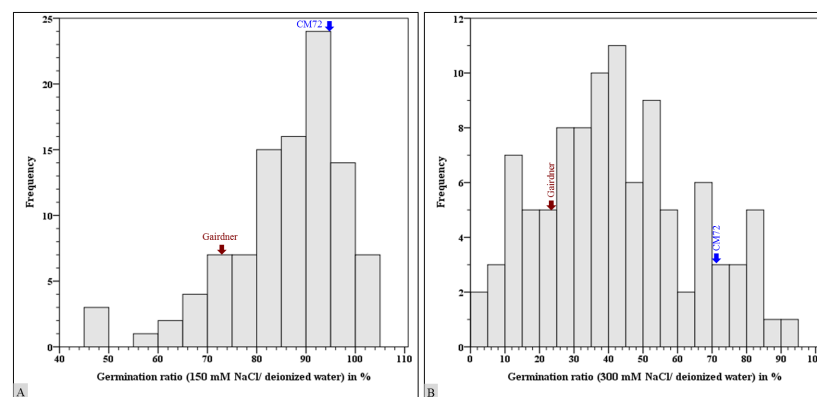 25
20
15
10
5
0
Frequency
CM72
Gairdner
40 50 60 70 80 90 100 110
Germination ratio (150 mM NaCl/ deionized water) in %
A
12
10
8
6
4
2
0
Frequency
Gairdner
CM72
0 10 20 30 40 50 60 70 80 90 100
Germination ratio (300 mM NaCl/ deionized water) in %
B